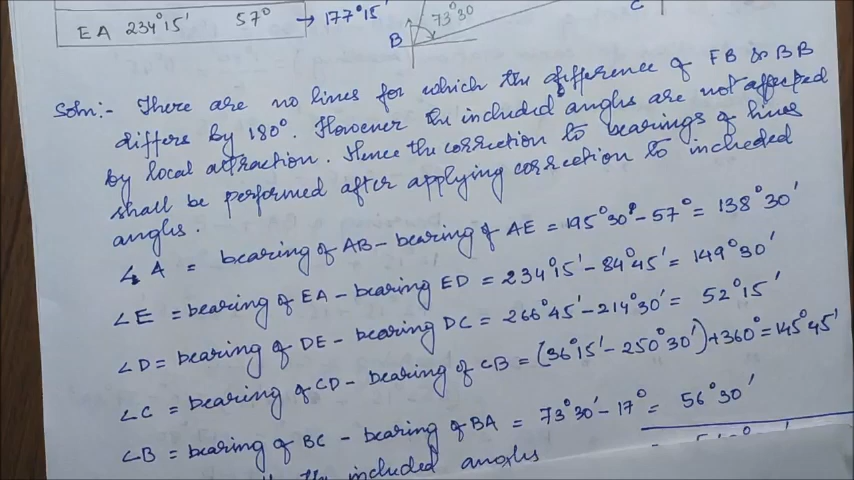 EA 234°15' 57° → 177°15'
B 73°30 C
Soln:- There are no lines for which the difference of FB & BB
differs by 180°. However the included angles are not affected
by local attraction. Hence the correction to bearings of lines
shall be performed after applying correction to included
angles.
∠A = bearing of AB - bearing of AE = 195°30' - 57° = 138°30'
∠E = bearing of EA - bearing ED = 234°15' - 84°45' = 149°30'
∠D = bearing of DE - bearing DC = 266°45' - 214°30' = 52°15'
∠C = bearing of CD - bearing of CB = (36°15' - 250°30') + 360° = 145°45'
∠B = bearing of BC - bearing of BA = 73°30' - 17° = 56°30'
the included angles